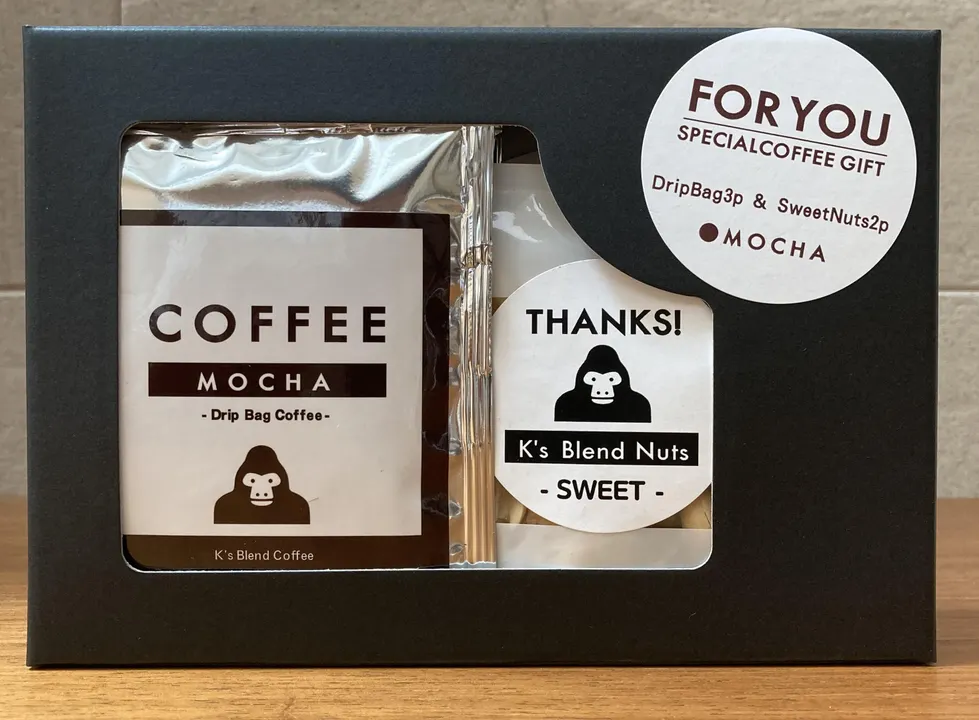 FOR YOU
SPECIALCOFFEE GIFT
DripBag3p & SweetNuts2p
●MOCHA
COFFEE
MOCHA
- Drip Bag Coffee-
K's Blend Coffee
THANKS!
K's Blend Nuts
- SWEET -